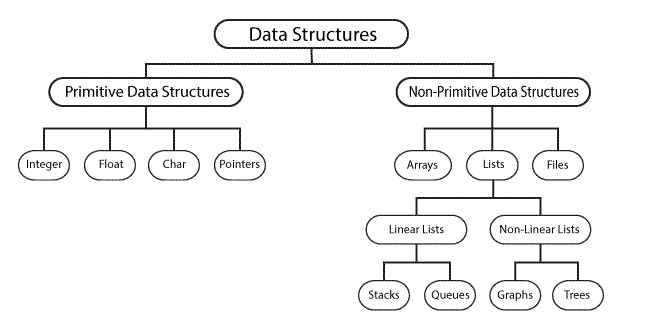 Data Structures
Primitive Data Structures
Non-Primitive Data Structures
Integer
Float
Char
Pointers
Arrays
Lists
Files
Linear Lists
Non-Linear Lists
Stacks
Queues
Graphs
Trees